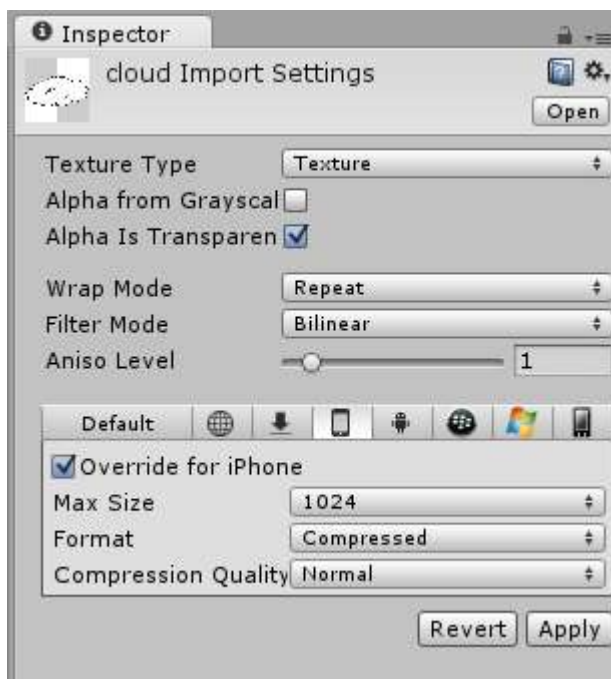 Inspector
cloud Import Settings
Open
Texture Type Texture
Alpha from Grayscal
Alpha Is Transparen
Wrap Mode Repeat
Filter Mode Bilinear
Aniso Level 1
Default
Override for iPhone
Max Size 1024
Format Compressed
Compression Quality Normal
Revert Apply